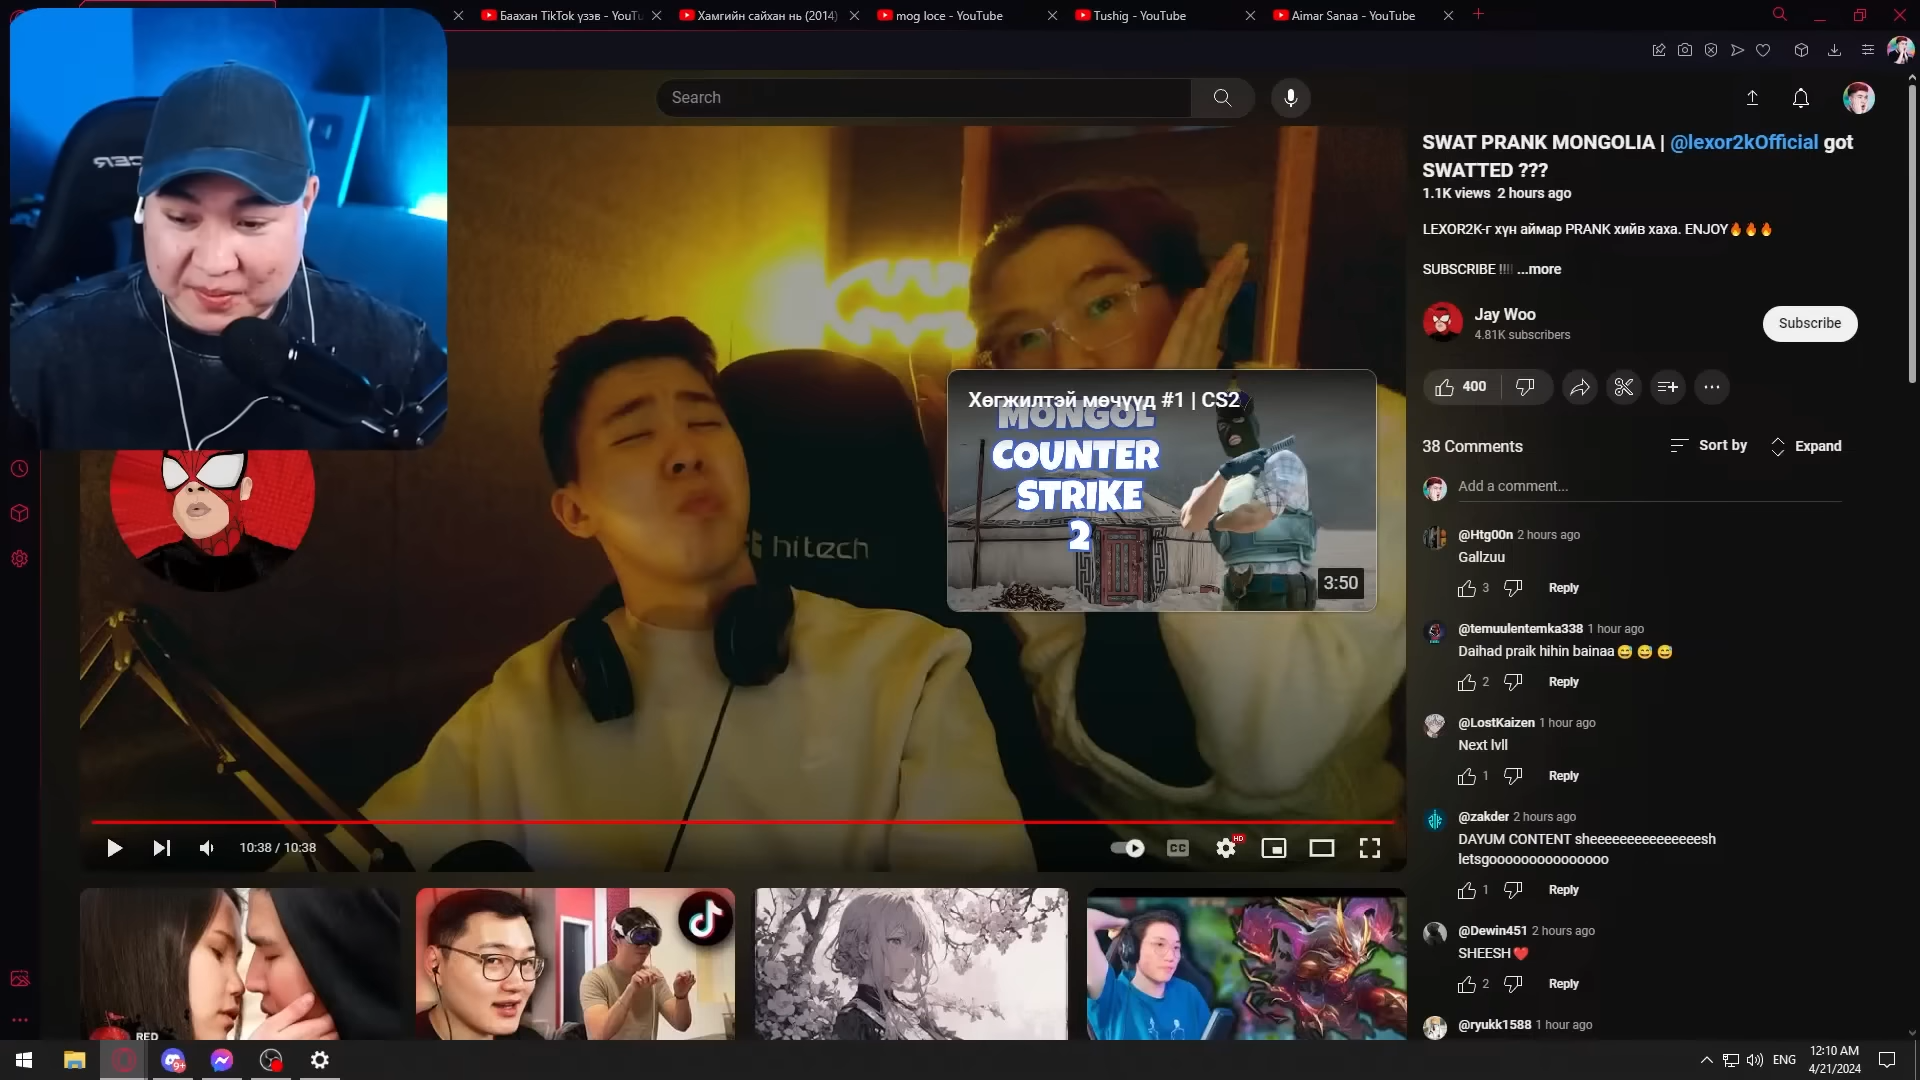 Баахан TikTok үзэв - YouTu
Хамгийн сайхан нь (2014)
mog loce - YouTube
Tushig - YouTube
Aimar Sanaa - YouTube
Search
SWAT PRANK MONGOLIA | @lexor2kOfficial got
SWATTED ???
1.1K views 2 hours ago
LEXOR2K-г хүн аймар PRANK хийв хаха. ENJOY🔥🔥🔥
SUBSCRIBE !!!! ...more
Jay Woo
4.81K subscribers
Subscribe
400
38 Comments
Sort by
Expand
Add a comment...
@Htg00n 2 hours ago
Gallzuu
3
Reply
@temuulentemka338 1 hour ago
Daihad praik hihin bainaa😅 😅 😅
2
Reply
@LostKaizen 1 hour ago
Next lvll
1
Reply
@zakder 2 hours ago
DAYUM CONTENT sheeeeeeeeeeeeeesh
letsgooooooooooooooo
1
Reply
@Dewin451 2 hours ago
SHEESH❤️
2
Reply
@ryukk1588 1 hour ago
Хөгжилтэй мөчүүд #1 | CS2
MONGOL
COUNTER
STRIKE
2
3:50
hitech
10:38 / 10:38
CC
HD
RED
9+
ENG
12:10 AM
4/21/2024